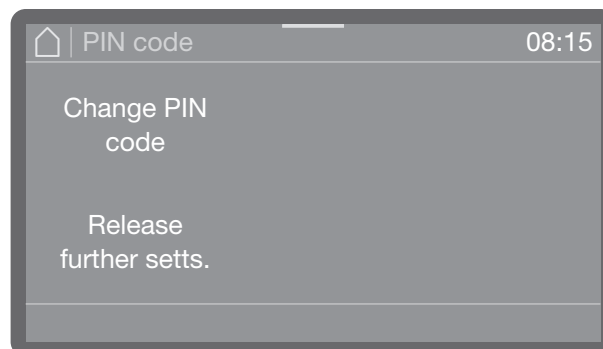 PIN code 08:15
Change PIN
code
Release
further setts.